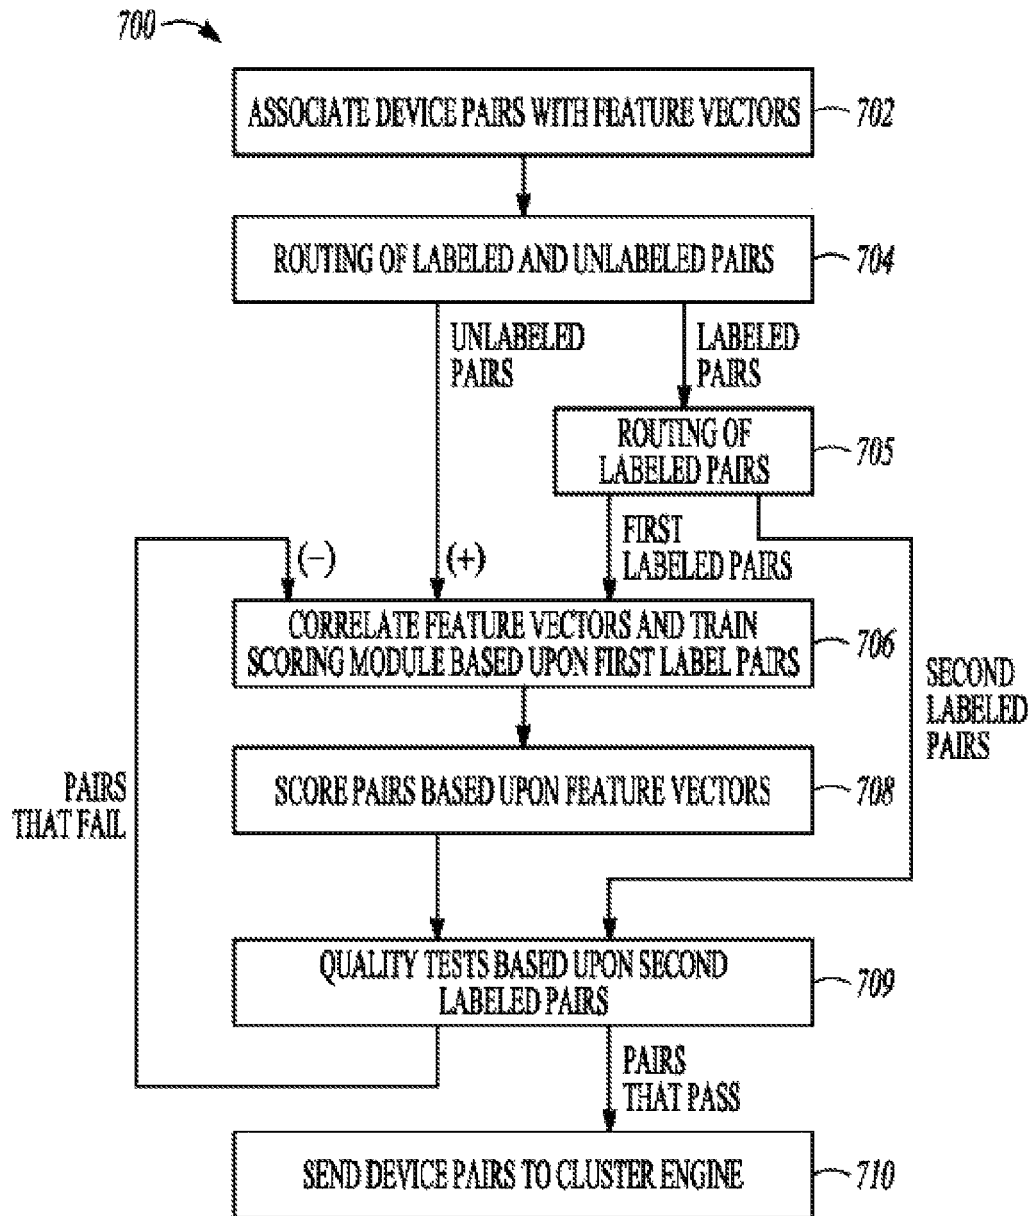 700
ASSOCIATE DEVICE PAIRS WITH FEATURE VECTORS
702
ROUTING OF LABELED AND UNLABELED PAIRS
704
UNLABELED
PAIRS
LABELED
PAIRS
ROUTING OF
LABELED PAIRS
705
(-)
(+)
FIRST
LABELED PAIRS
CORRELATE FEATURE VECTORS AND TRAIN
SCORING MODULE BASED UPON FIRST LABEL PAIRS
706
SECOND
LABELED
PAIRS
PAIRS
THAT FAIL
SCORE PAIRS BASED UPON FEATURE VECTORS
708
QUALITY TESTS BASED UPON SECOND
LABELED PAIRS
709
PAIRS
THAT PASS
SEND DEVICE PAIRS TO CLUSTER ENGINE
710